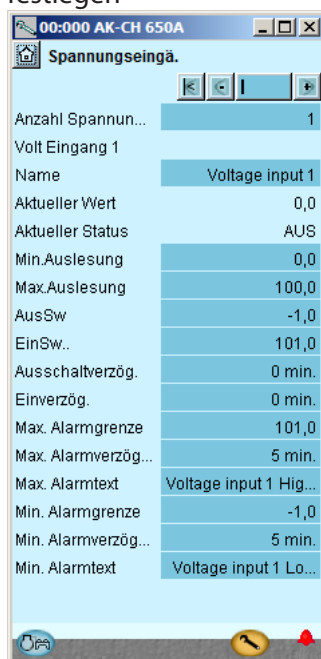 festlegen
00:000 AK-CH 650A
Spannungseingä.
Anzahl Spannun... 1
Volt Eingang 1
Name Voltage input 1
Aktueller Wert 0,0
Aktueller Status AUS
Min.Auslesung 0,0
Max.Auslesung 100,0
AusSw -1,0
EinSw.. 101,0
Ausschaltverzög. 0 min.
Einverzög. 0 min.
Max. Alarmgrenze 101,0
Max. Alarmverzög... 5 min.
Max. Alarmtext Voltage input 1 Hig...
Min. Alarmgrenze -1,0
Min. Alarmverzög... 5 min.
Min. Alarmtext Voltage input 1 Lo...